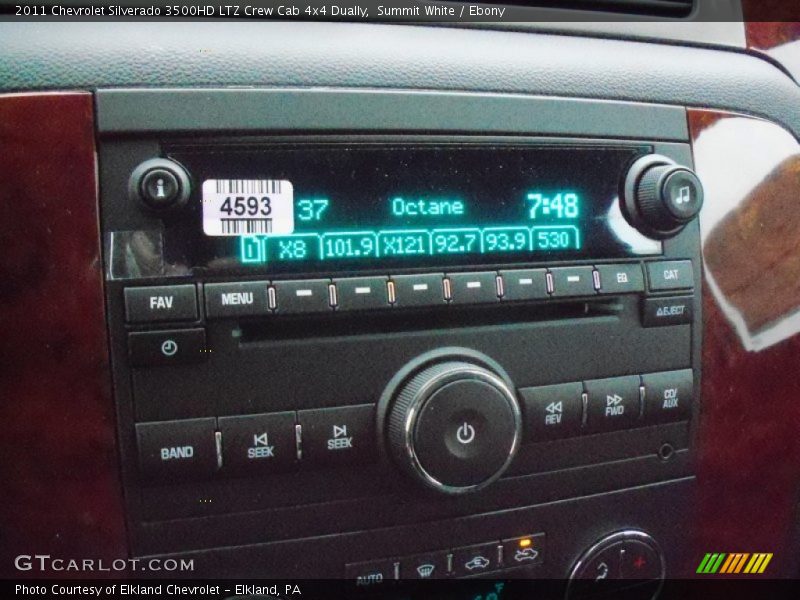 2011 Chevrolet Silverado 3500HD LTZ Crew Cab 4x4 Dually, Summit White / Ebony
i
4593
37 Octane 7:48
X8 101.9 X121 92.7 93.9 530
FAV MENU EQ CAT
EJECT
BAND SEEK SEEK REV FWD CD/AUX
AUTO
GTCARLOT.COM
Photo Courtesy of Elkland Chevrolet - Elkland, PA